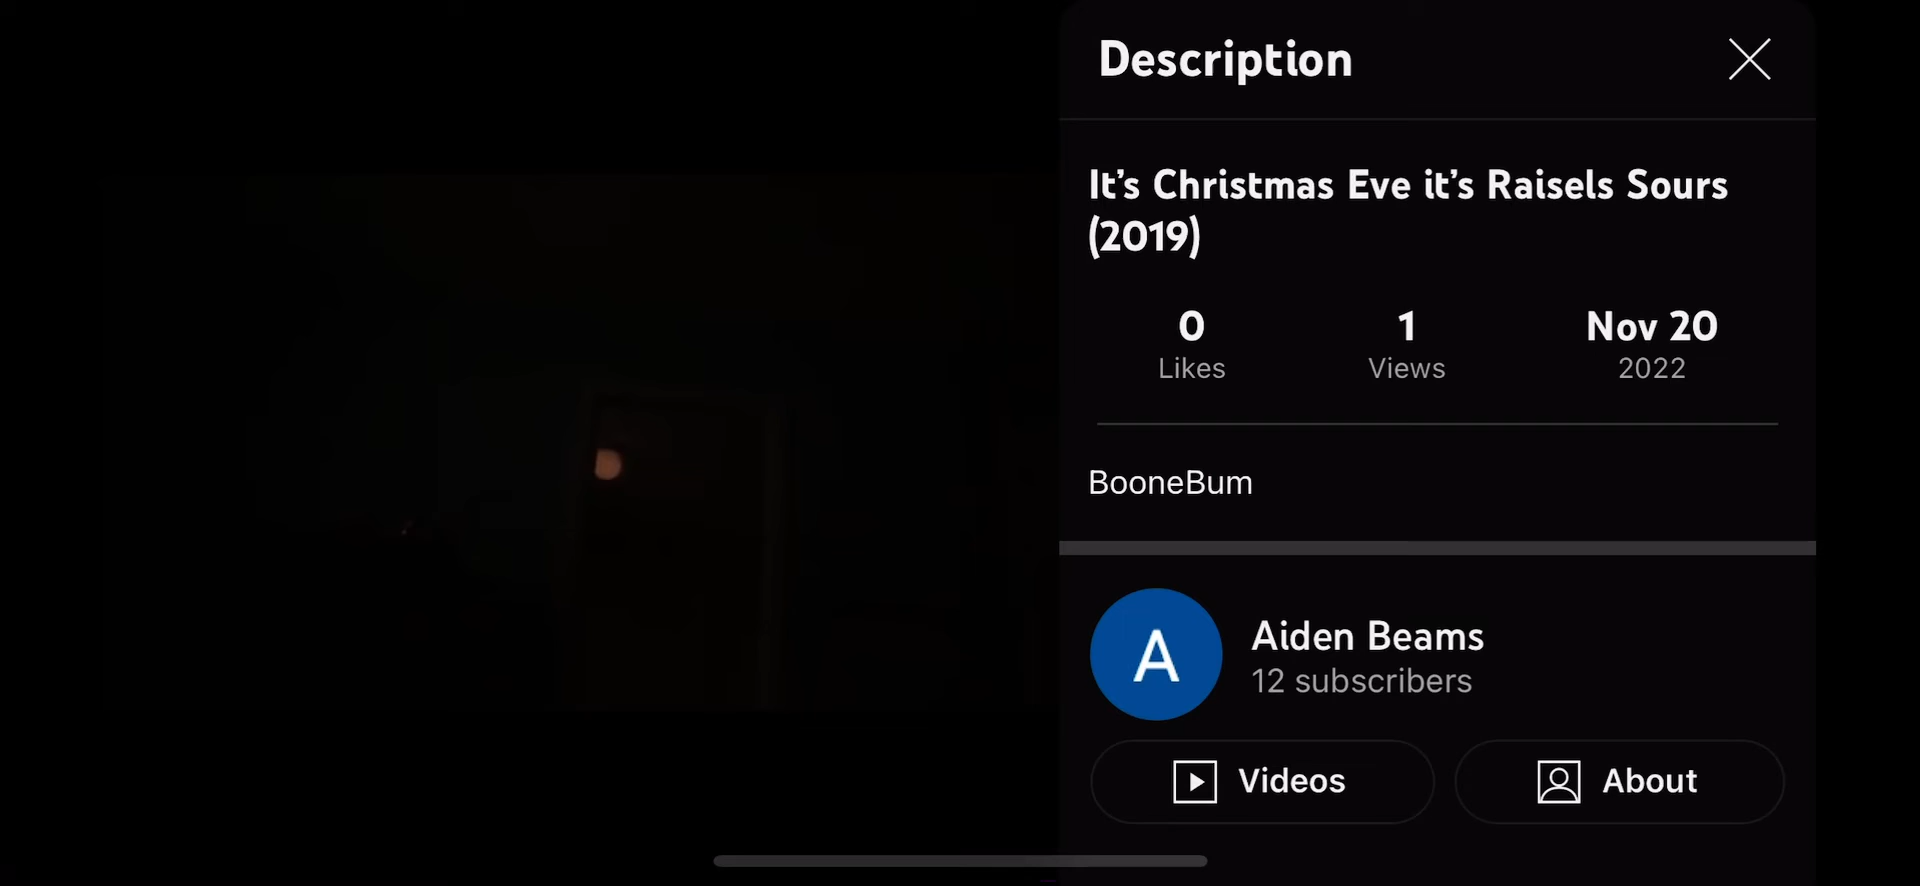 Description
It’s Christmas Eve it’s Raisels Sours
(2019)
0
Likes
1
Views
Nov 20
2022
BooneBum
A
Aiden Beams
12 subscribers
Videos
About